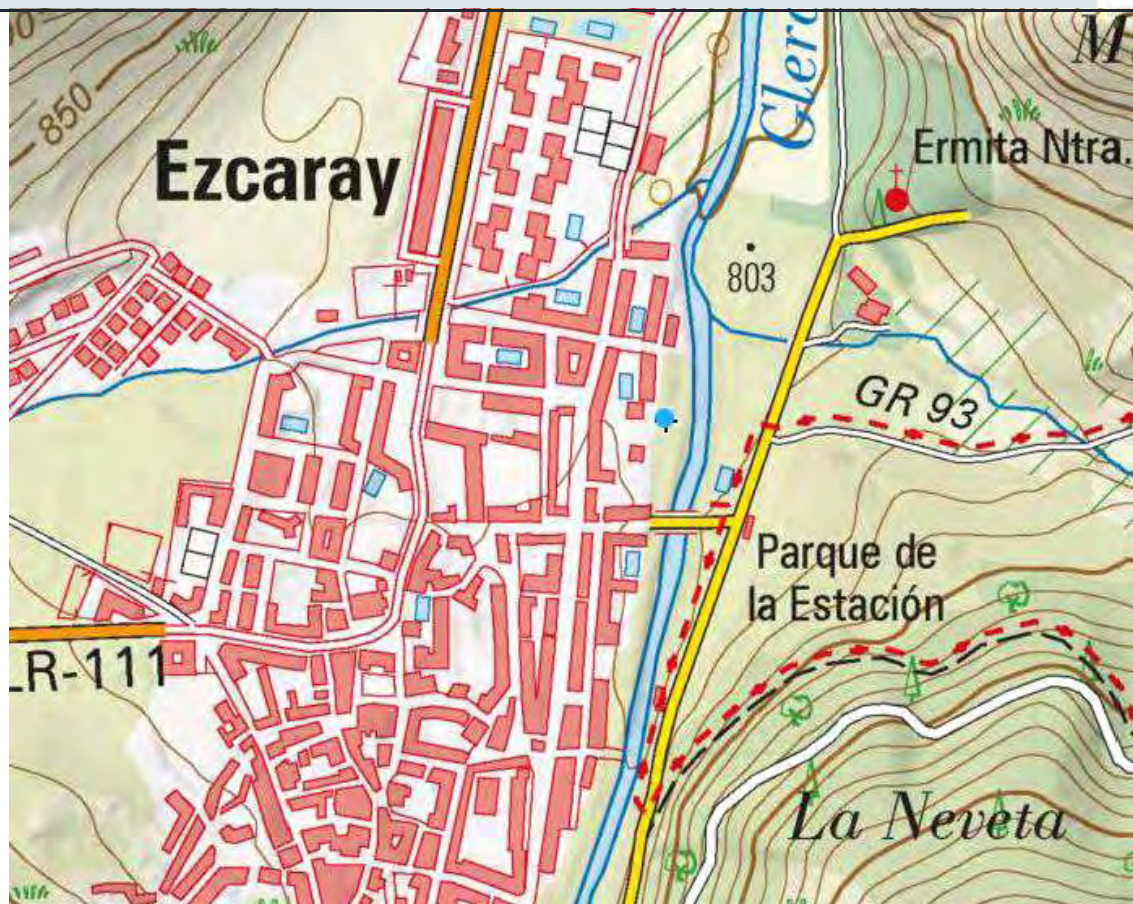 850
Ezcaray
Glera
Ermita Ntra.
803
GR 93
Parque de
la Estación
LR-111
La Neveta